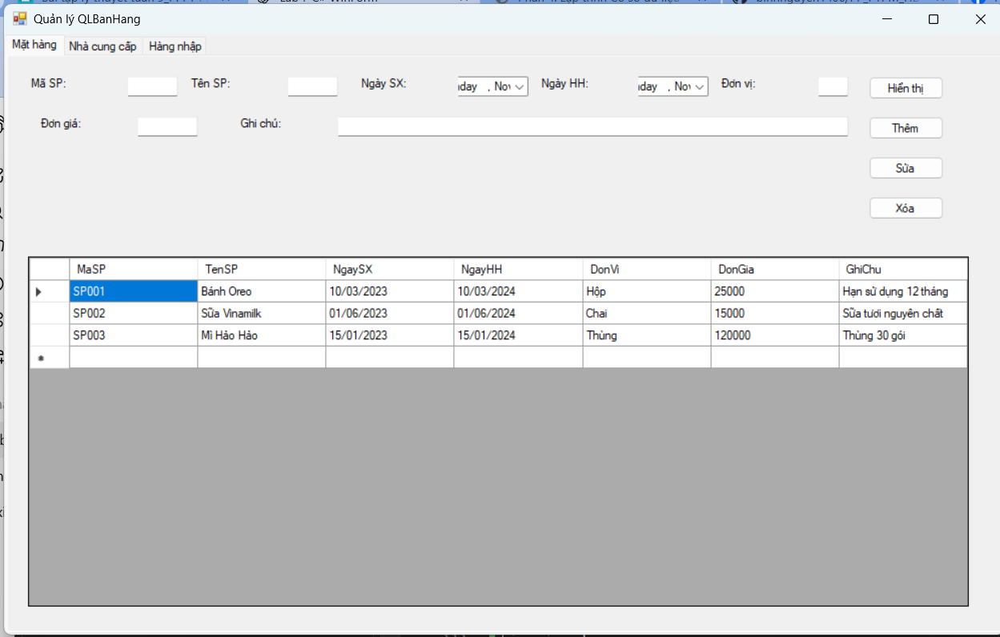 Quản lý QLBanHang
Mặt hàng Nhà cung cấp Hàng nhập
Mã SP: Tên SP: Ngày SX: , Nov Ngày HH: , Nov Đơn vị: Hiển thị
Đơn giá: Ghi chú: Thêm
Sửa
Xóa
MaSP TenSP NgaySX NgayHH DonVi DonGia GhiChu
SP001 Bánh Oreo 10/03/2023 10/03/2024 Hộp 25000 Hạn sử dụng 12 tháng
SP002 Sữa Vinamilk 01/06/2023 01/06/2024 Chai 15000 Sữa tươi nguyên chất
SP003 Mì Hảo Hảo 15/01/2023 15/01/2024 Thùng 120000 Thùng 30 gói